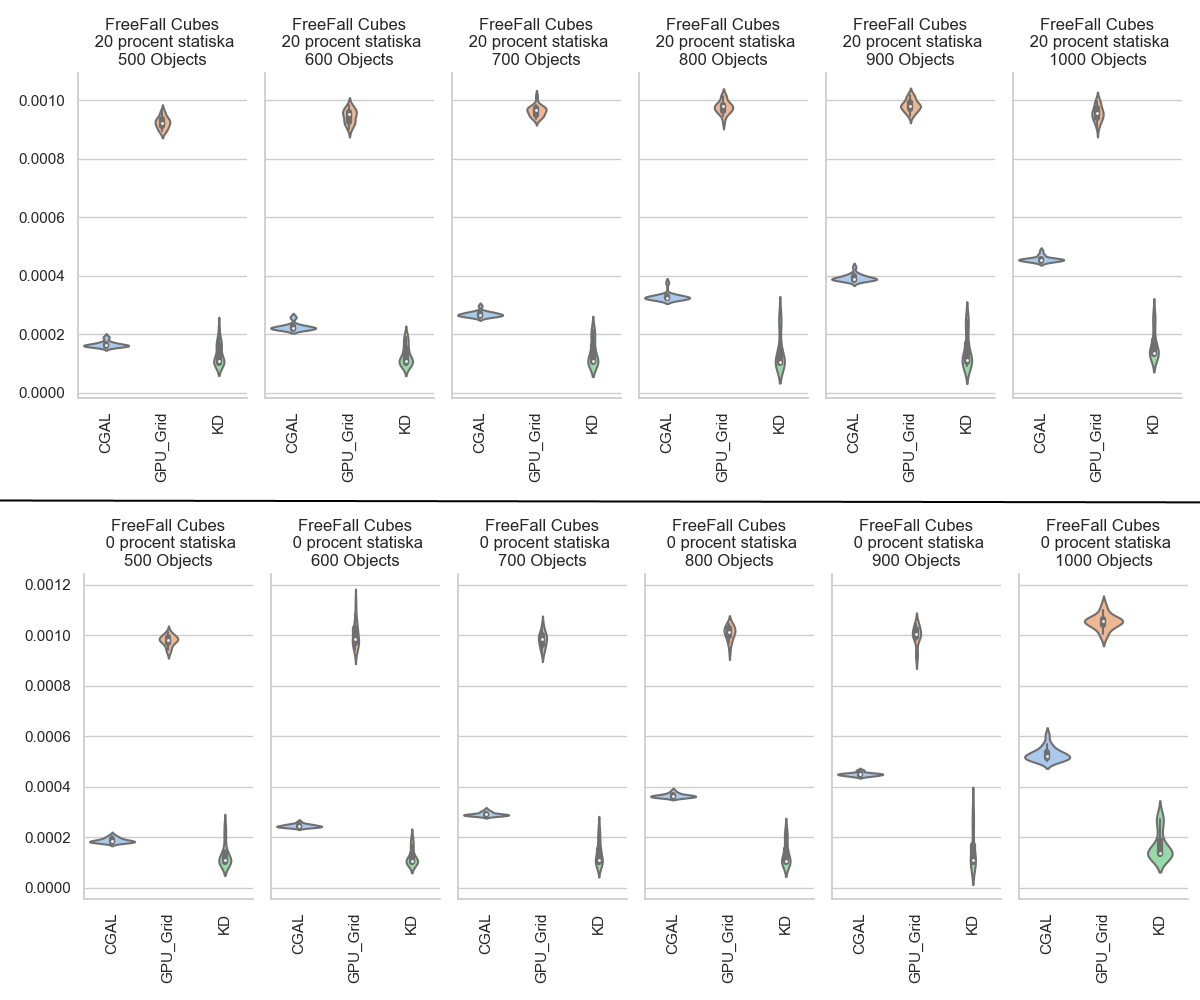 FreeFall Cubes FreeFall Cubes FreeFall Cubes FreeFall Cubes FreeFall Cubes FreeFall Cubes
20 procent statiska 20 procent statiska 20 procent statiska 20 procent statiska 20 procent statiska 20 procent statiska
500 Objects 600 Objects 700 Objects 800 Objects 900 Objects 1000 Objects
0.0010
0.0008
0.0006
0.0004
0.0002
0.0000
CGAL GPU_Grid KD CGAL GPU_Grid KD CGAL GPU_Grid KD CGAL GPU_Grid KD CGAL GPU_Grid KD CGAL GPU_Grid KD
FreeFall Cubes FreeFall Cubes FreeFall Cubes FreeFall Cubes FreeFall Cubes FreeFall Cubes
0 procent statiska 0 procent statiska 0 procent statiska 0 procent statiska 0 procent statiska 0 procent statiska
500 Objects 600 Objects 700 Objects 800 Objects 900 Objects 1000 Objects
0.0012
0.0010
0.0008
0.0006
0.0004
0.0002
0.0000
CGAL GPU_Grid KD CGAL GPU_Grid KD CGAL GPU_Grid KD CGAL GPU_Grid KD CGAL GPU_Grid KD CGAL GPU_Grid KD